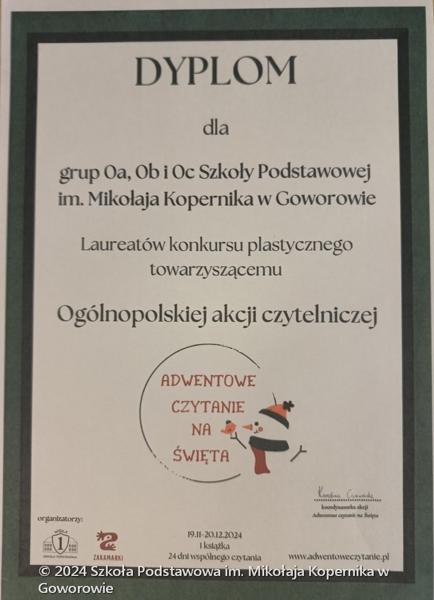 DYPLOM
dla
grup 0a, 0b i 0c Szkoły Podstawowej
im. Mikołaja Kopernika w Goworowie
Laureatów konkursu plastycznego
towarzyszącemu
Ogólnopolskiej akcji czytelniczej
ADWENTOWE
CZYTANIE
NA
ŚWIĘTA
koordynatorka akcji
Adwentowe czytanie na Święta
organizatorzy:
1
ZAKAMARKI
19.11-20.12.2024
1 książka
24 dni wspólnego czytania
www.adwentoweczytanie.pl
© 2024 Szkoła Podstawowa im. Mikołaja Kopernika w
Goworowie